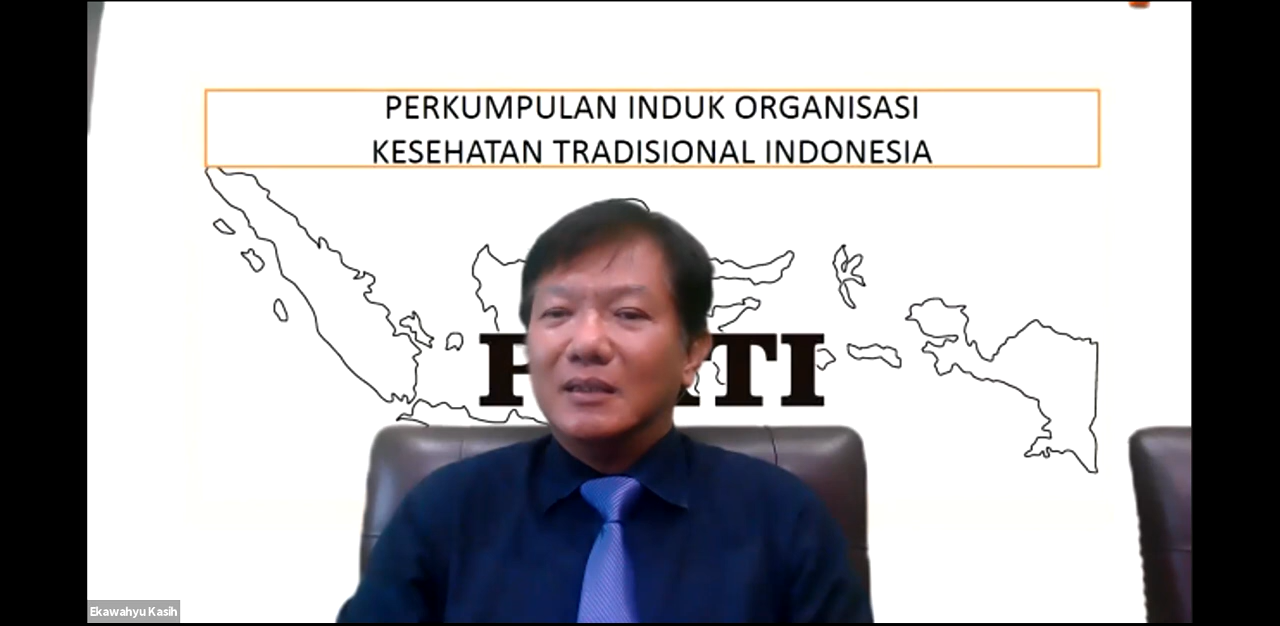 PERKUMPULAN INDUK ORGANISASI
KESEHATAN TRADISIONAL INDONESIA
Ekawahyu Kasih